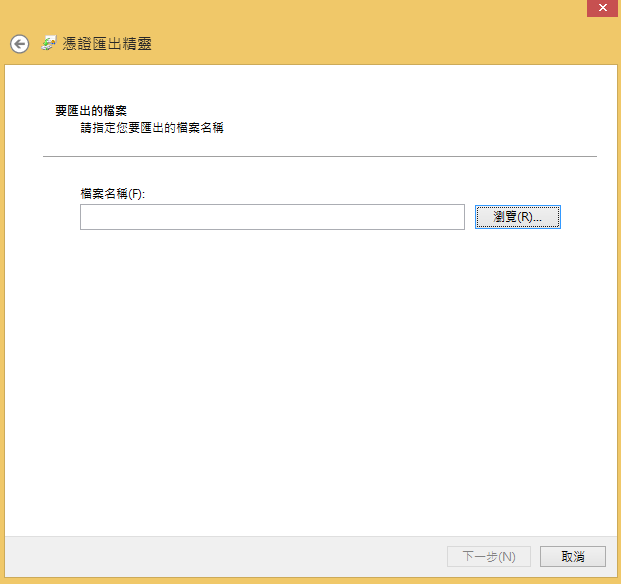 憑證匯出精靈
要匯出的檔案
請指定您要匯出的檔案名稱
檔案名稱(F):
瀏覽(R)...
下一步(N)
取消